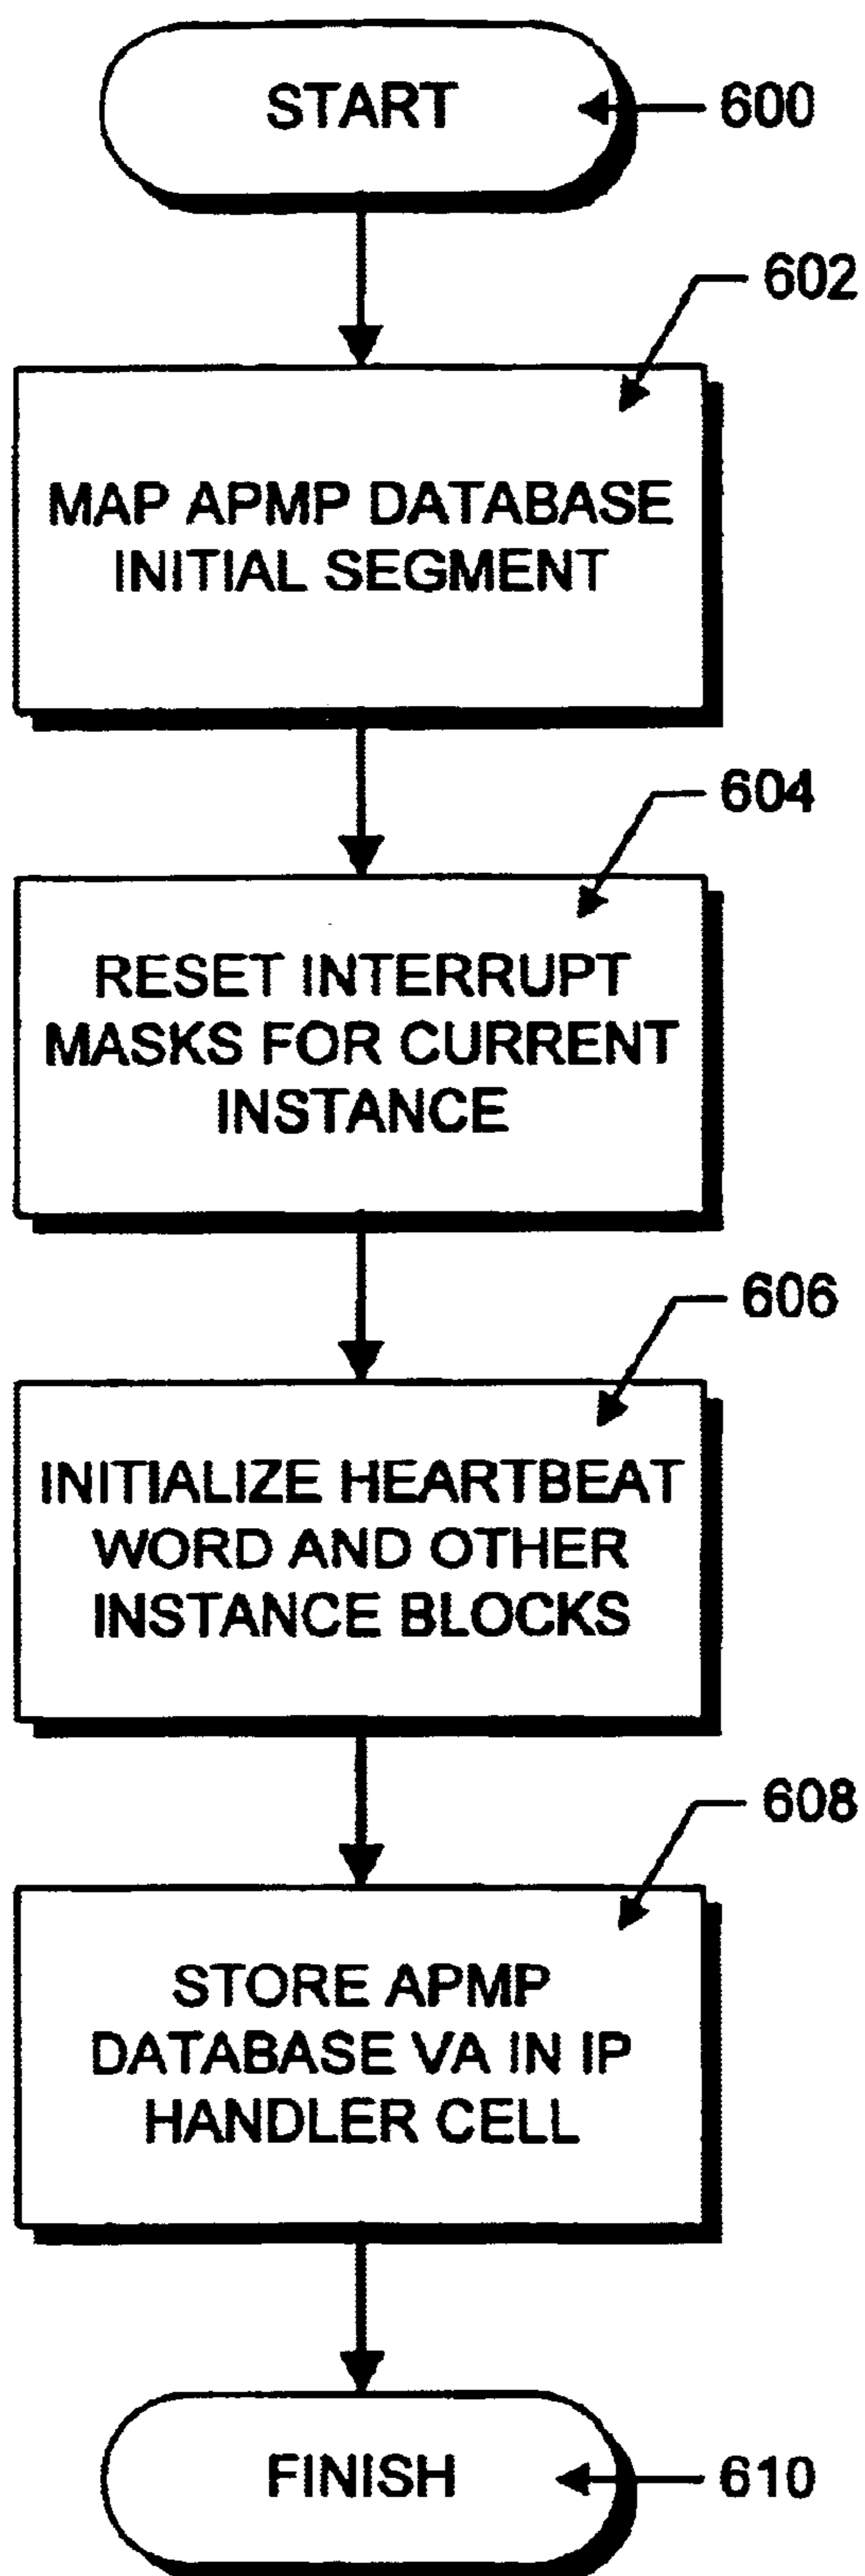 START
600
602
MAP APMP DATABASE
INITIAL SEGMENT
604
RESET INTERRUPT
MASKS FOR CURRENT
INSTANCE
606
INITIALIZE HEARTBEAT
WORD AND OTHER
INSTANCE BLOCKS
608
STORE APMP
DATABASE VA IN IP
HANDLER CELL
FINISH
610